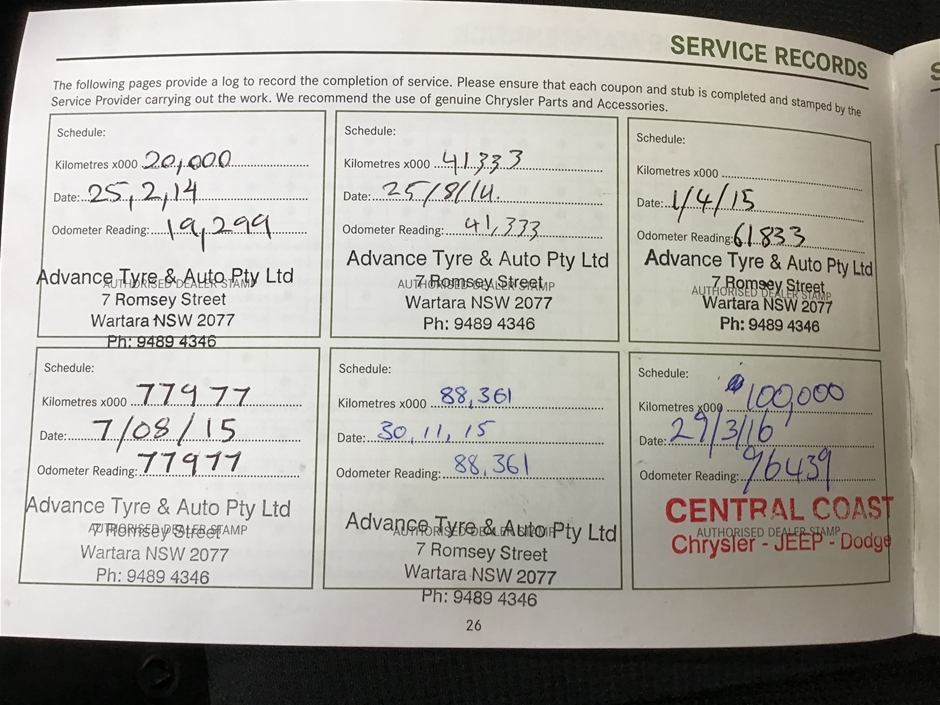 SERVICE RECORDS
The following pages provide a log to record the completion of service. Please ensure that each coupon and stub is completed and stamped by the
Service Provider carrying out the work. We recommend the use of genuine Chrysler Parts and Accessories.
Schedule:
Kilometres x000 20,000
Date: 25,2,14
Odometer Reading: 19,299
AUTHORISED DEALER STAMP
Advance Tyre & Auto Pty Ltd
7 Romsey Street
Wartara NSW 2077
Ph: 9489 4346
Schedule:
Kilometres x000 41333
Date: 25/8/14.
Odometer Reading: 41,333
AUTHORISED DEALER STAMP
Advance Tyre & Auto Pty Ltd
7 Romsey Street
Wartara NSW 2077
Ph: 9489 4346
Schedule:
Kilometres x000
Date: 1/4/15
Odometer Reading: 61833
AUTHORISED DEALER STAMP
Advance Tyre & Auto Pty Ltd
7 Romsey Street
Wartara NSW 2077
Ph: 9489 4346
Schedule:
Kilometres x000 77977
Date: 7/08/15
Odometer Reading: 77977
AUTHORISED DEALER STAMP
Advance Tyre & Auto Pty Ltd
7 Romsey Street
Wartara NSW 2077
Ph: 9489 4346
Schedule:
Kilometres x000 88,361
Date: 30,11,15
Odometer Reading: 88,361
AUTHORISED DEALER STAMP
Advance Tyre & Auto Pty Ltd
7 Romsey Street
Wartara NSW 2077
Ph: 9489 4346
Schedule:
Kilometres x000 100,000
Date: 29/3/16
Odometer Reading: 96439
CENTRAL COAST
AUTHORISED DEALER STAMP
Chrysler - JEEP - Dodge
26